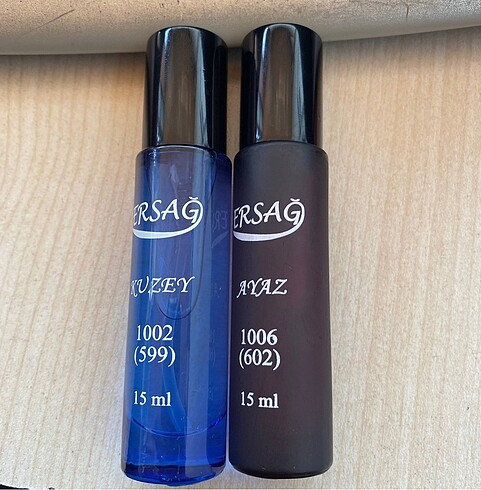 ERSAĞ
KUZEY
1002
(599)
15 ml
ERSAĞ
AYAZ
1006
(602)
15 ml